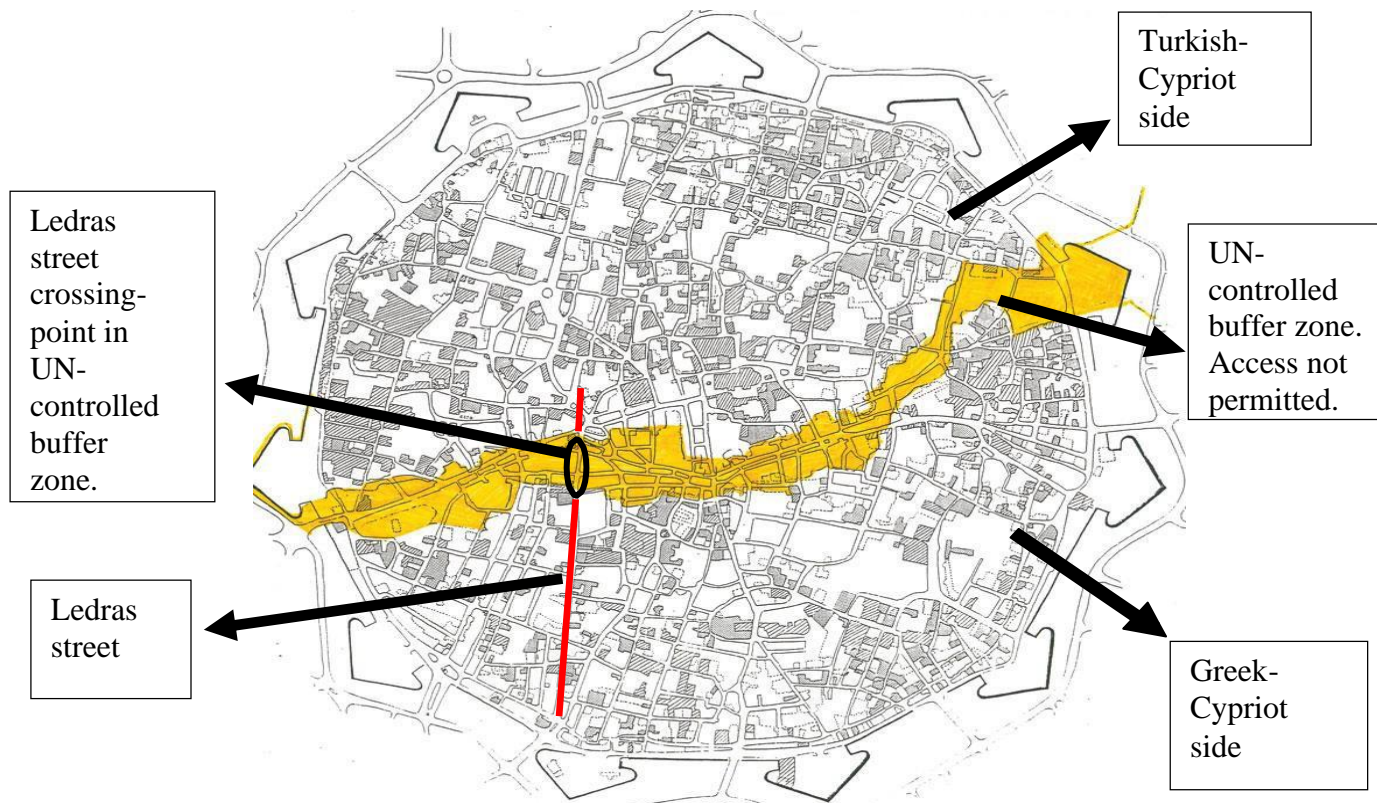 Turkish-
Cypriot
side
Ledras
street
crossing-
point in
UN-
controlled
buffer
zone.
UN-
controlled
buffer zone.
Access not
permitted.
Ledras
street
Greek-
Cypriot
side